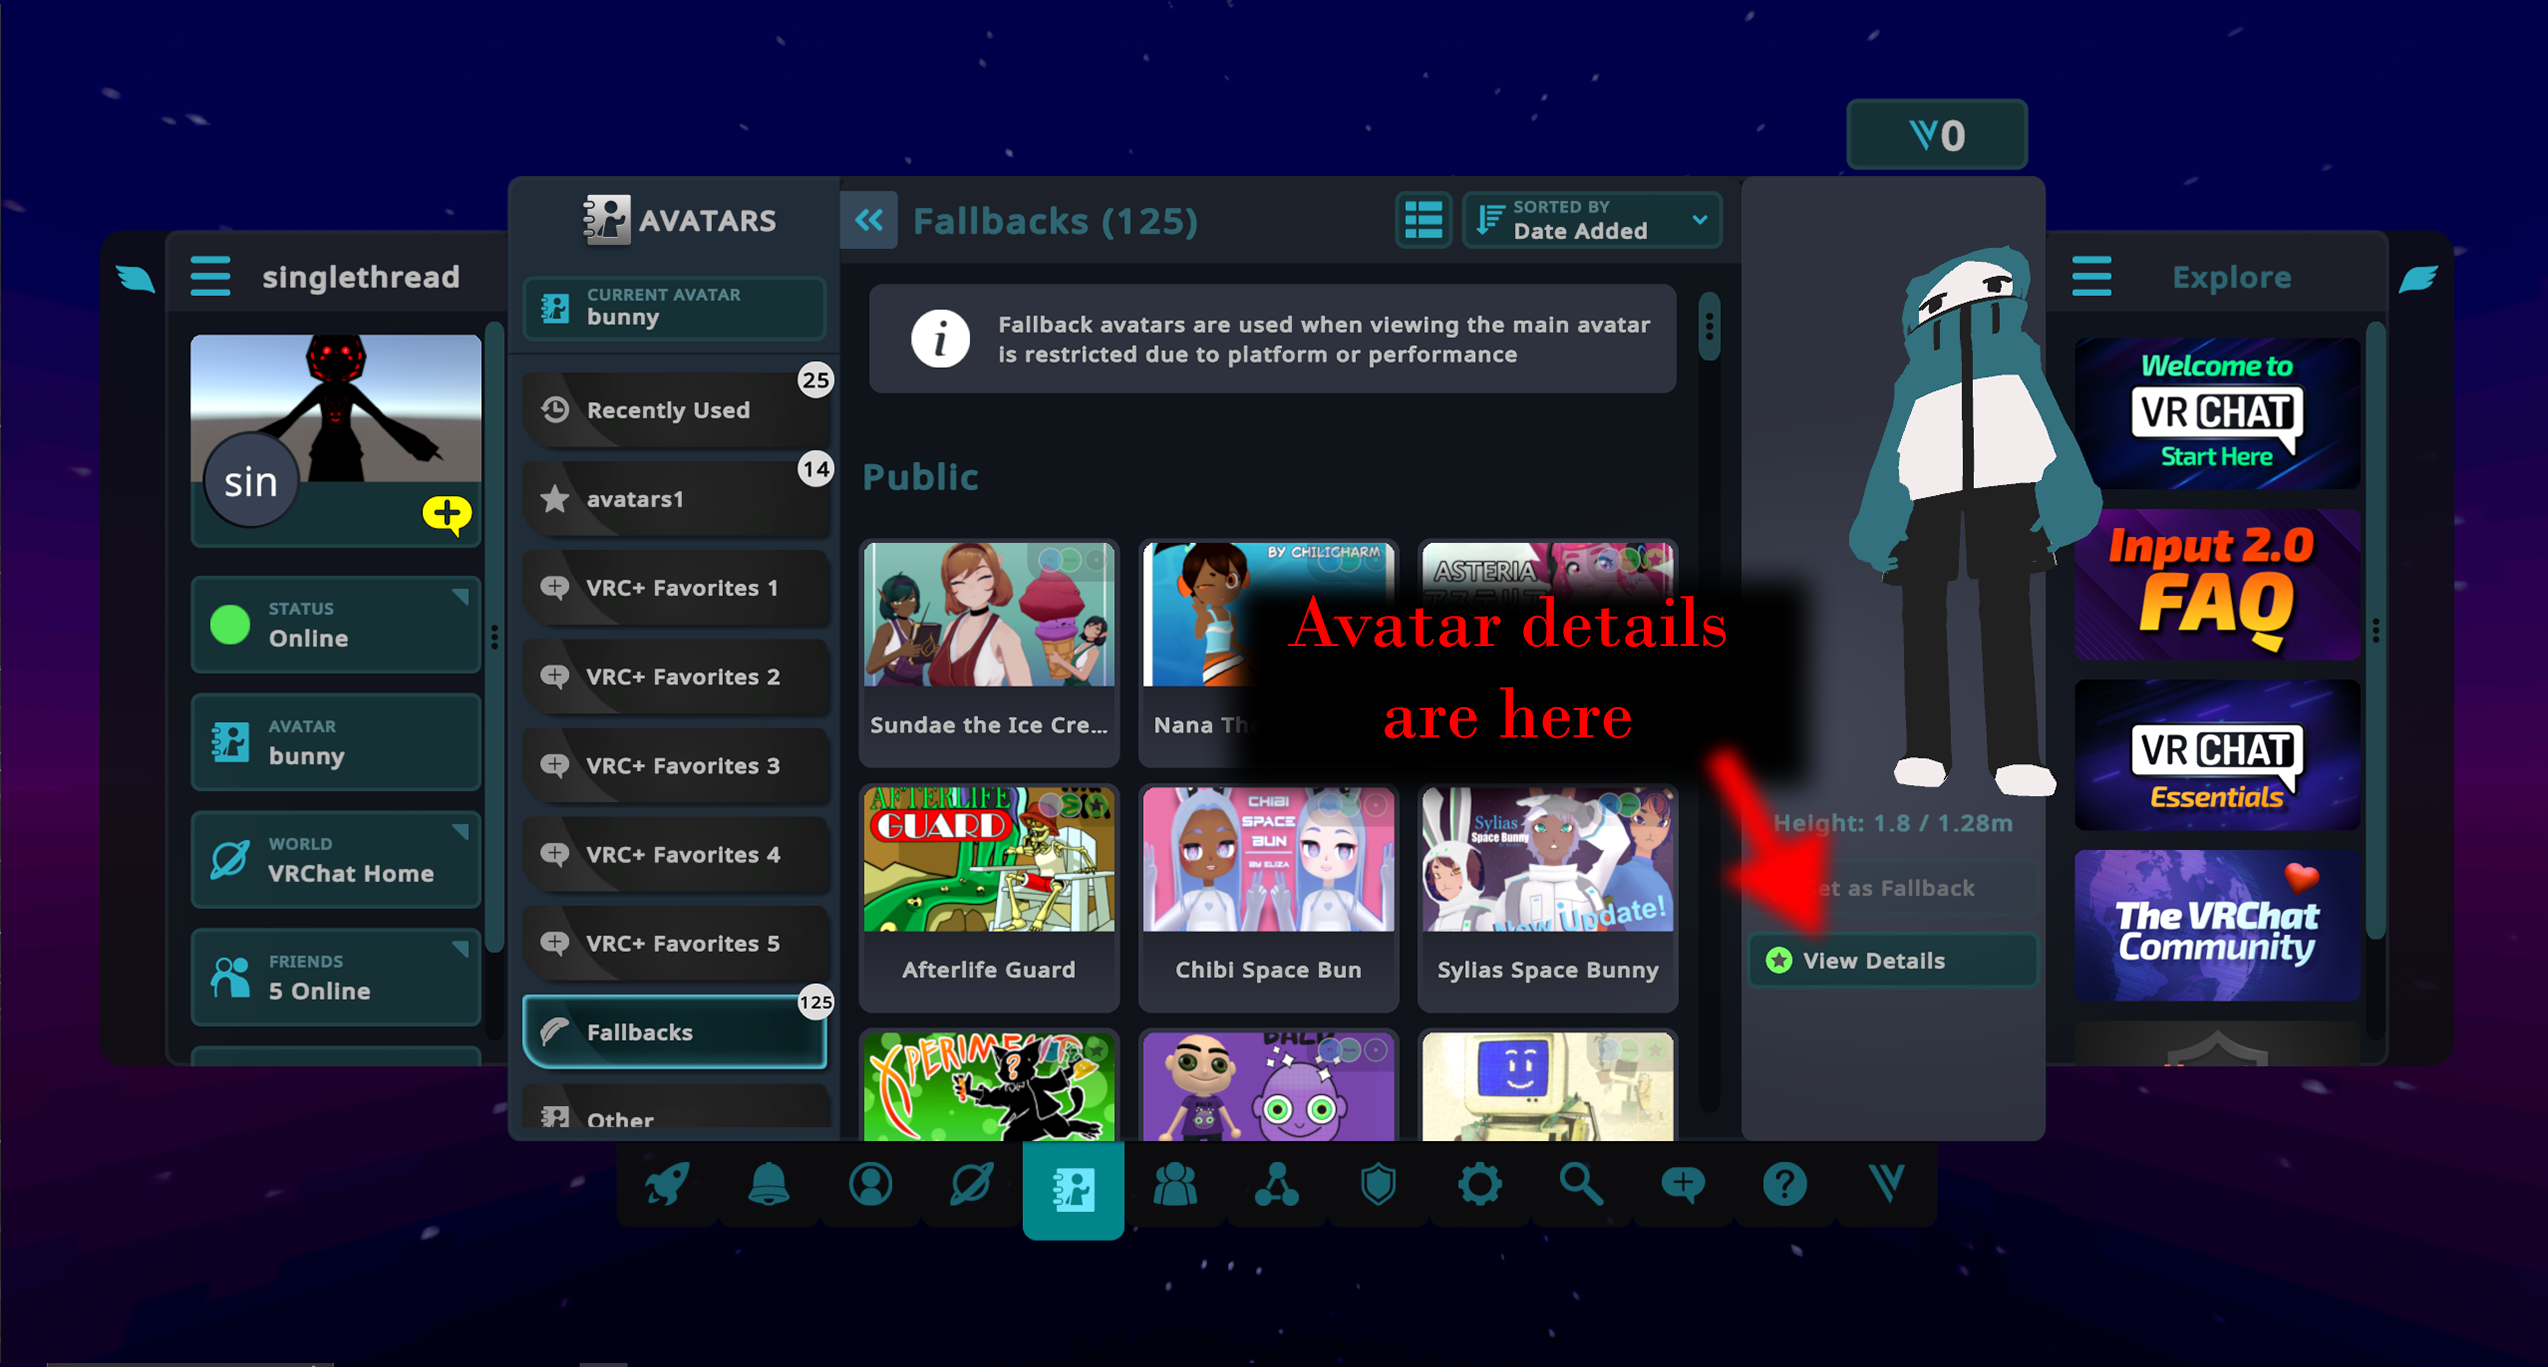 0
singlethread
sin
STATUS
Online
AVATAR
bunny
WORLD
VRChat Home
FRIENDS
5 Online
AVATARS
CURRENT AVATAR
bunny
25
Recently Used
14
avatars1
VRC+ Favorites 1
VRC+ Favorites 2
VRC+ Favorites 3
VRC+ Favorites 4
VRC+ Favorites 5
125
Fallbacks
Other
Fallbacks (125)
SORTED BY
Date Added
Fallback avatars are used when viewing the main avatar
is restricted due to platform or performance
Public
Sundae the Ice Cre...
BY CHILICHARM
Nana
ASTERIA
Avatar details
are here
AFTERLIFE
GUARD
Afterlife Guard
CHIBI
SPACE
BUN
BY ELIZA
Chibi Space Bun
Sylias
Space Bunny
Now Update!
Sylias Space Bunny
Height: 1.8 / 1.28m
as Fallback
View Details
Explore
Welcome to
VR CHAT
Start Here
Input 2.0
FAQ
VR CHAT
Essentials
The VRChat
Community